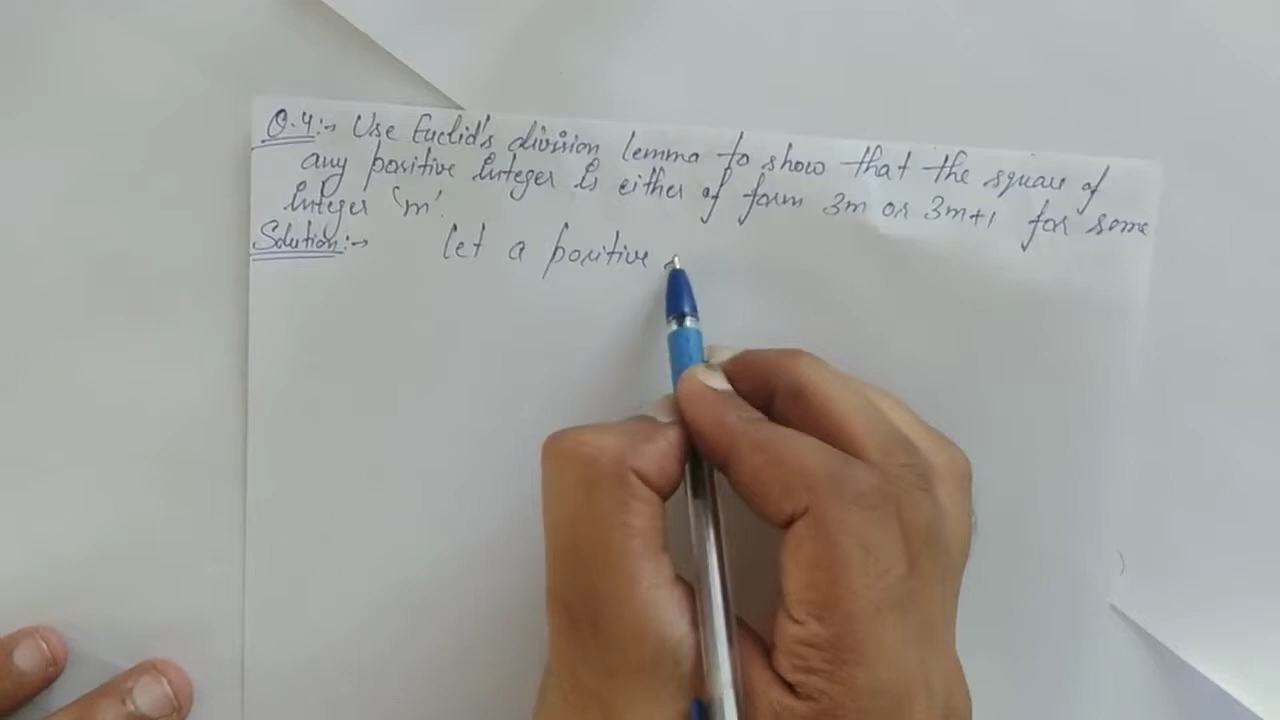 Q.4:→ Use Euclid's division lemma to show that the square of
any positive integer is either of form 3m or 3m+1 for some
integer 'm'.
Solution:→ Let a positive